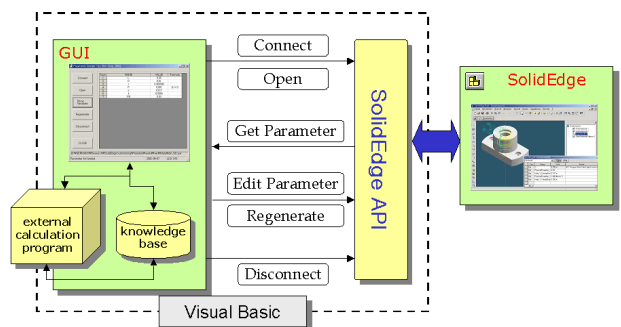 GUI
Connect
Open
Get Parameter
Edit Parameter
Regenerate
Disconnect
external
calculation
program
knowledge
base
SolidEdge API
SolidEdge
Visual Basic